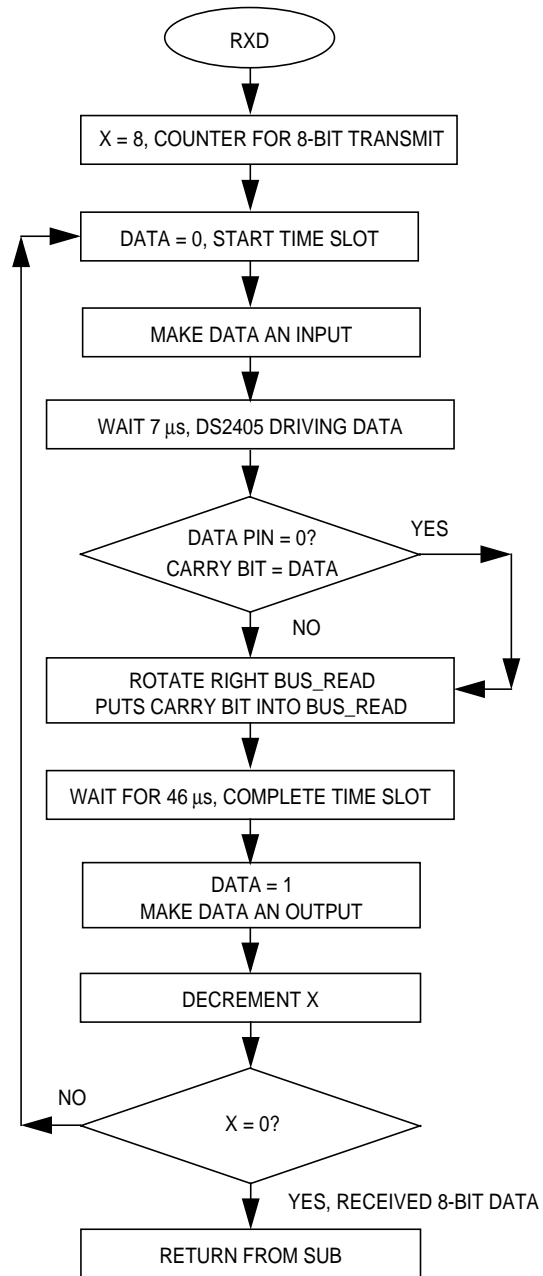 RXD
X = 8, COUNTER FOR 8-BIT TRANSMIT
DATA = 0, START TIME SLOT
MAKE DATA AN INPUT
WAIT 7 µs, DS2405 DRIVING DATA
DATA PIN = 0?
CARRY BIT = DATA
YES
NO
ROTATE RIGHT BUS_READ
PUTS CARRY BIT INTO BUS_READ
WAIT FOR 46 µs, COMPLETE TIME SLOT
DATA = 1
MAKE DATA AN OUTPUT
DECREMENT X
NO
X = 0?
YES, RECEIVED 8-BIT DATA
RETURN FROM SUB